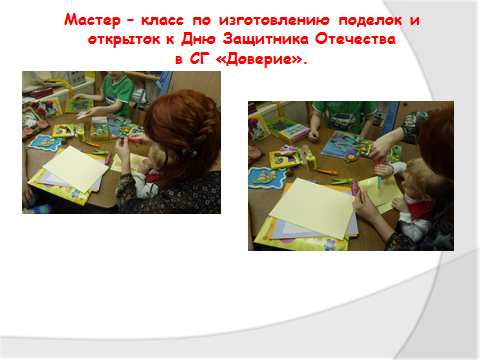 Мастер – класс по изготовлению поделок и
открыток к Дню Защитника Отечества
в СГ «Доверие».